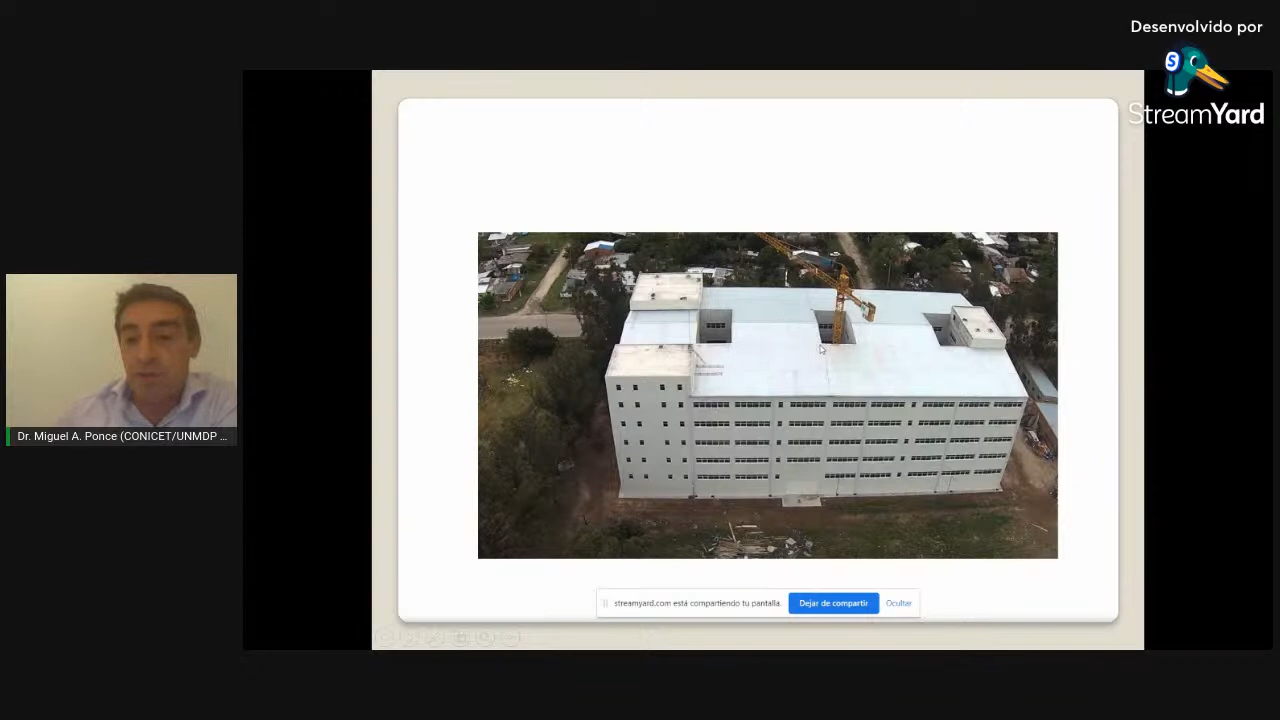 Desenvolvido por
StreamYard
Dr. Miguel A. Ponce (CONICET/UNMDP ...
streamyard.com está compartiendo tu pantalla.
Dejar de compartir
Ocultar